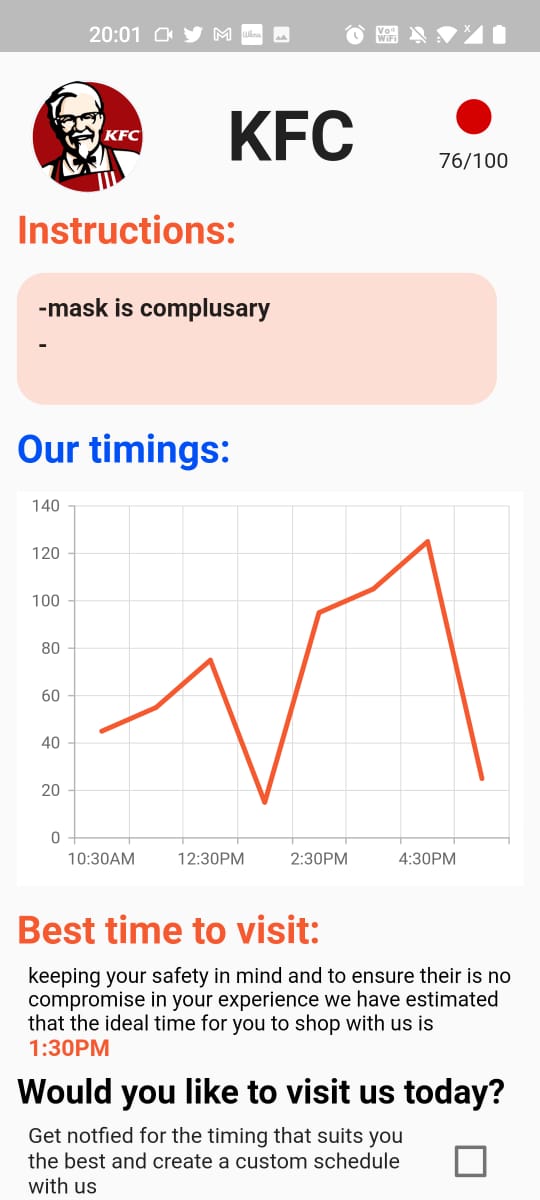 20:01
Vo
WiFi
KFC
KFC
76/100
Instructions:
-mask is complusary
-
Our timings:
140
120
100
80
60
40
20
0
10:30AM 12:30PM 2:30PM 4:30PM
Best time to visit:
keeping your safety in mind and to ensure their is no
compromise in your experience we have estimated
that the ideal time for you to shop with us is
1:30PM
Would you like to visit us today?
Get notfied for the timing that suits you
the best and create a custom schedule
with us